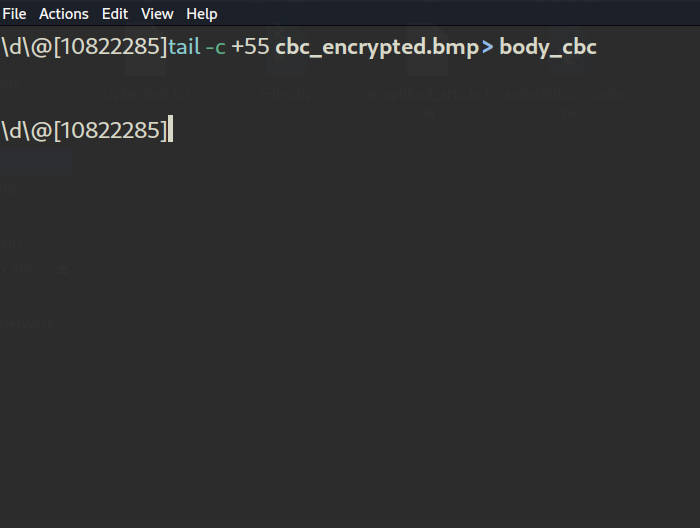 File Actions Edit View Help
\d\@[10822285]tail -c +55 cbc_encrypted.bmp> body_cbc
\d\@[10822285]